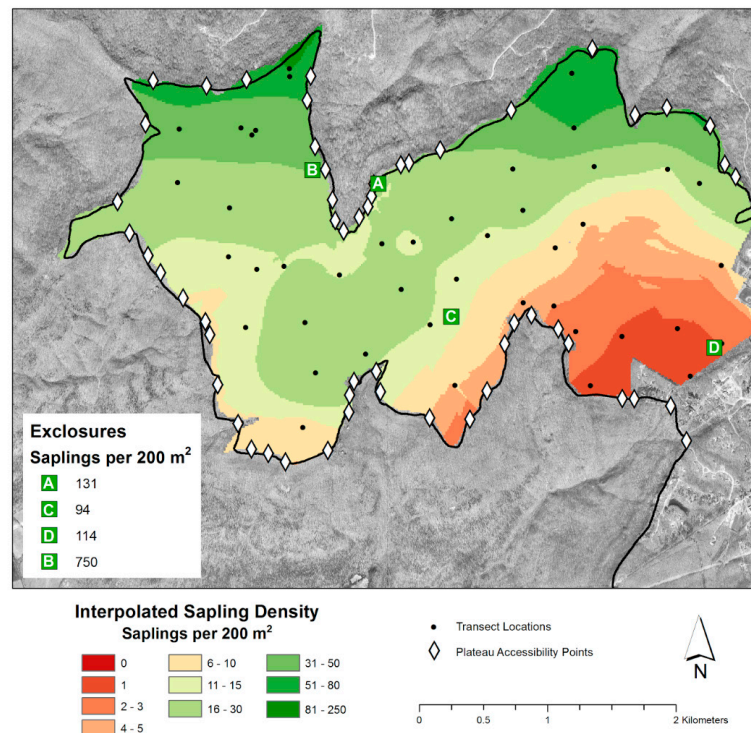 B
A
C
D
Exclosures
Saplings per 200 m²
A 131
C 94
D 114
B 750
Interpolated Sapling Density
Saplings per 200 m²
0
1
2 - 3
4 - 5
6 - 10
11 - 15
16 - 30
31 - 50
51 - 80
81 - 250
Transect Locations
Plateau Accessibility Points
N
0 0.5 1 2 Kilometers